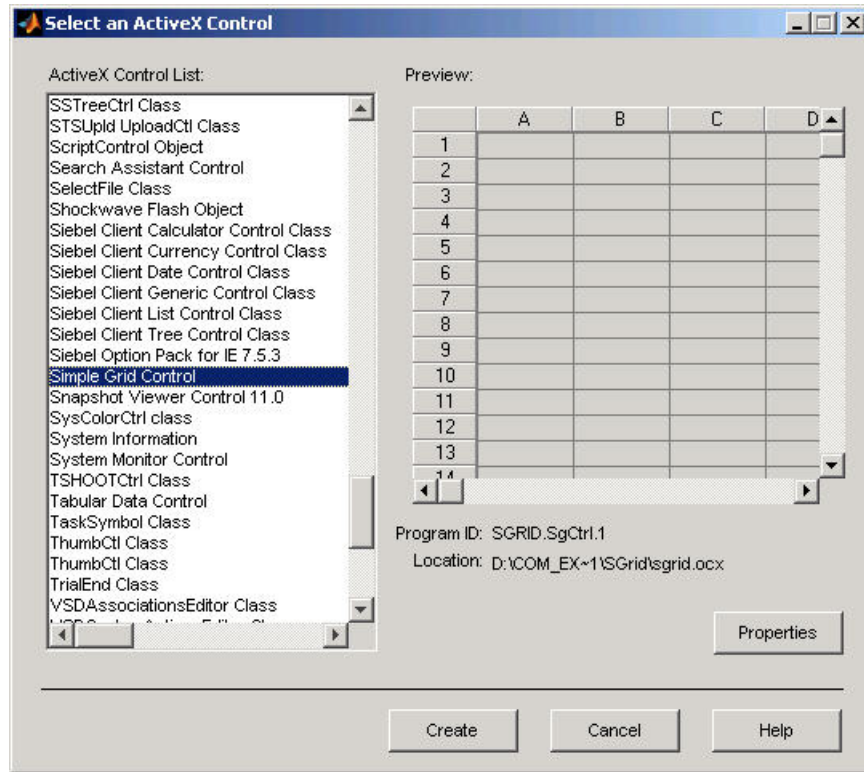 Select an ActiveX Control
ActiveX Control List:
SSTreeCtrl Class
STSUpld UploadCtl Class
ScriptControl Object
Search Assistant Control
SelectFile Class
Shockwave Flash Object
Siebel Client Calculator Control Class
Siebel Client Currency Control Class
Siebel Client Date Control Class
Siebel Client Generic Control Class
Siebel Client List Control Class
Siebel Client Tree Control Class
Siebel Option Pack for IE 7.5.3
Simple Grid Control
Snapshot Viewer Control 11.0
SysColorCtrl class
System Information
System Monitor Control
TSHOOTCtrl Class
Tabular Data Control
TaskSymbol Class
ThumbCtl Class
ThumbCtl Class
TrialEnd Class
VSDAssociationsEditor Class
Preview:
A B C D
1
2
3
4
5
6
7
8
9
10
11
12
13
14
Program ID: SGRID.SgCtrl.1
Location: D:\COM_EX~1\SGrid\sgrid.ocx
Properties
Create Cancel Help